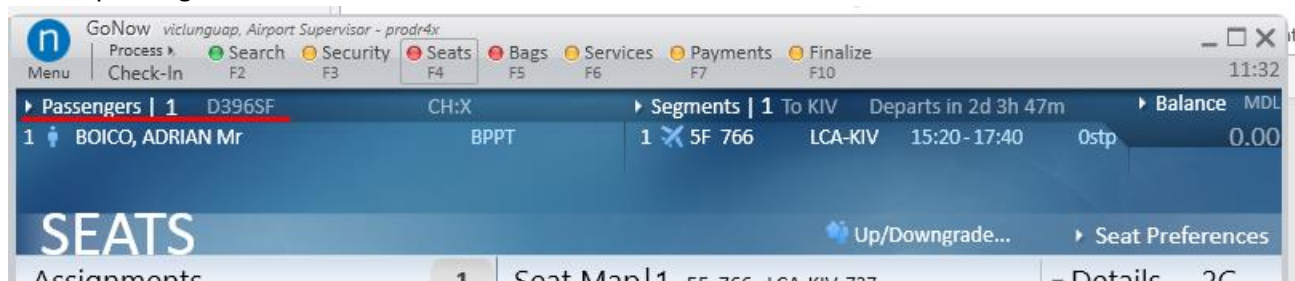 GoNow viclunguap, Airport Supervisor - prodr4x
Process Search Security Seats Bags Services Payments Finalize
Menu Check-In F2 F3 F4 F5 F6 F7 F10 11:32
Passengers | 1 D396SF CH:X Segments | 1 To KIV Departs in 2d 3h 47m Balance MDL
1 BOICO, ADRIAN Mr BPPT 1 5F 766 LCA-KIV 15:20-17:40 0stp 0.00
SEATS Up/Downgrade... Seat Preferences
Assignments 1 Seat Map|1 5F 766 LCA-KIV 737 Details 2C